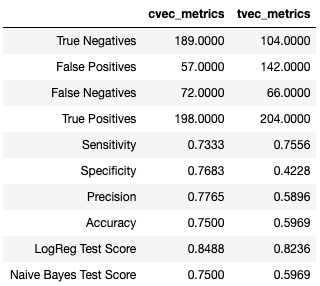 cvec_metrics tvec_metrics
True Negatives 189.0000 104.0000
False Positives 57.0000 142.0000
False Negatives 72.0000 66.0000
True Positives 198.0000 204.0000
Sensitivity 0.7333 0.7556
Specificity 0.7683 0.4228
Precision 0.7765 0.5896
Accuracy 0.7500 0.5969
LogReg Test Score 0.8488 0.8236
Naive Bayes Test Score 0.7500 0.5969